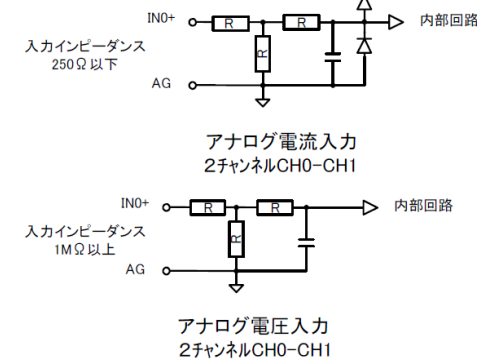 IN0+
R
R
内部回路
入力インピーダンス
250Ω以下
R
AG
アナログ電流入力
2チャンネルCH0-CH1
IN0+
R
R
内部回路
入力インピーダンス
1MΩ以上
R
AG
アナログ電圧入力
2チャンネルCH0-CH1